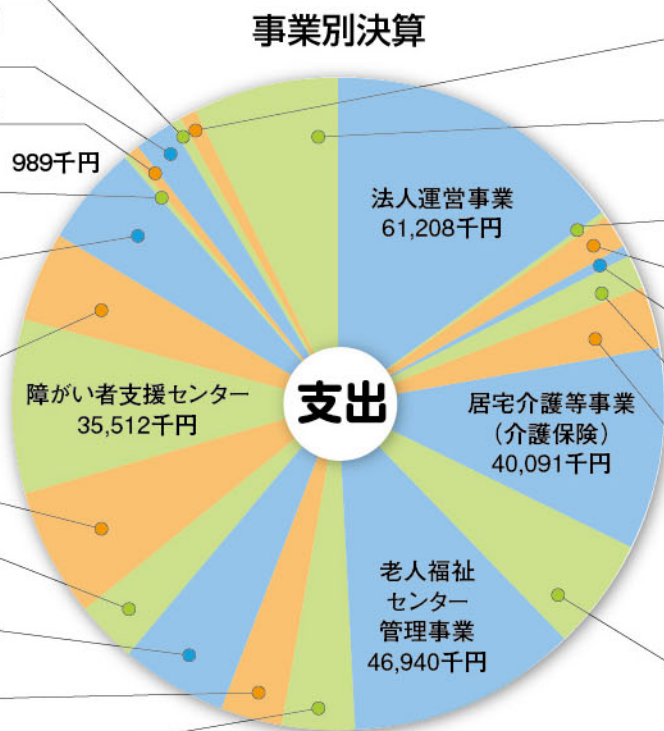 事業別決算
989千円
法人運営事業
61,208千円
障がい者支援センター
35,512千円
支出
居宅介護等事業
(介護保険)
40,091千円
老人福祉
センター
管理事業
46,940千円